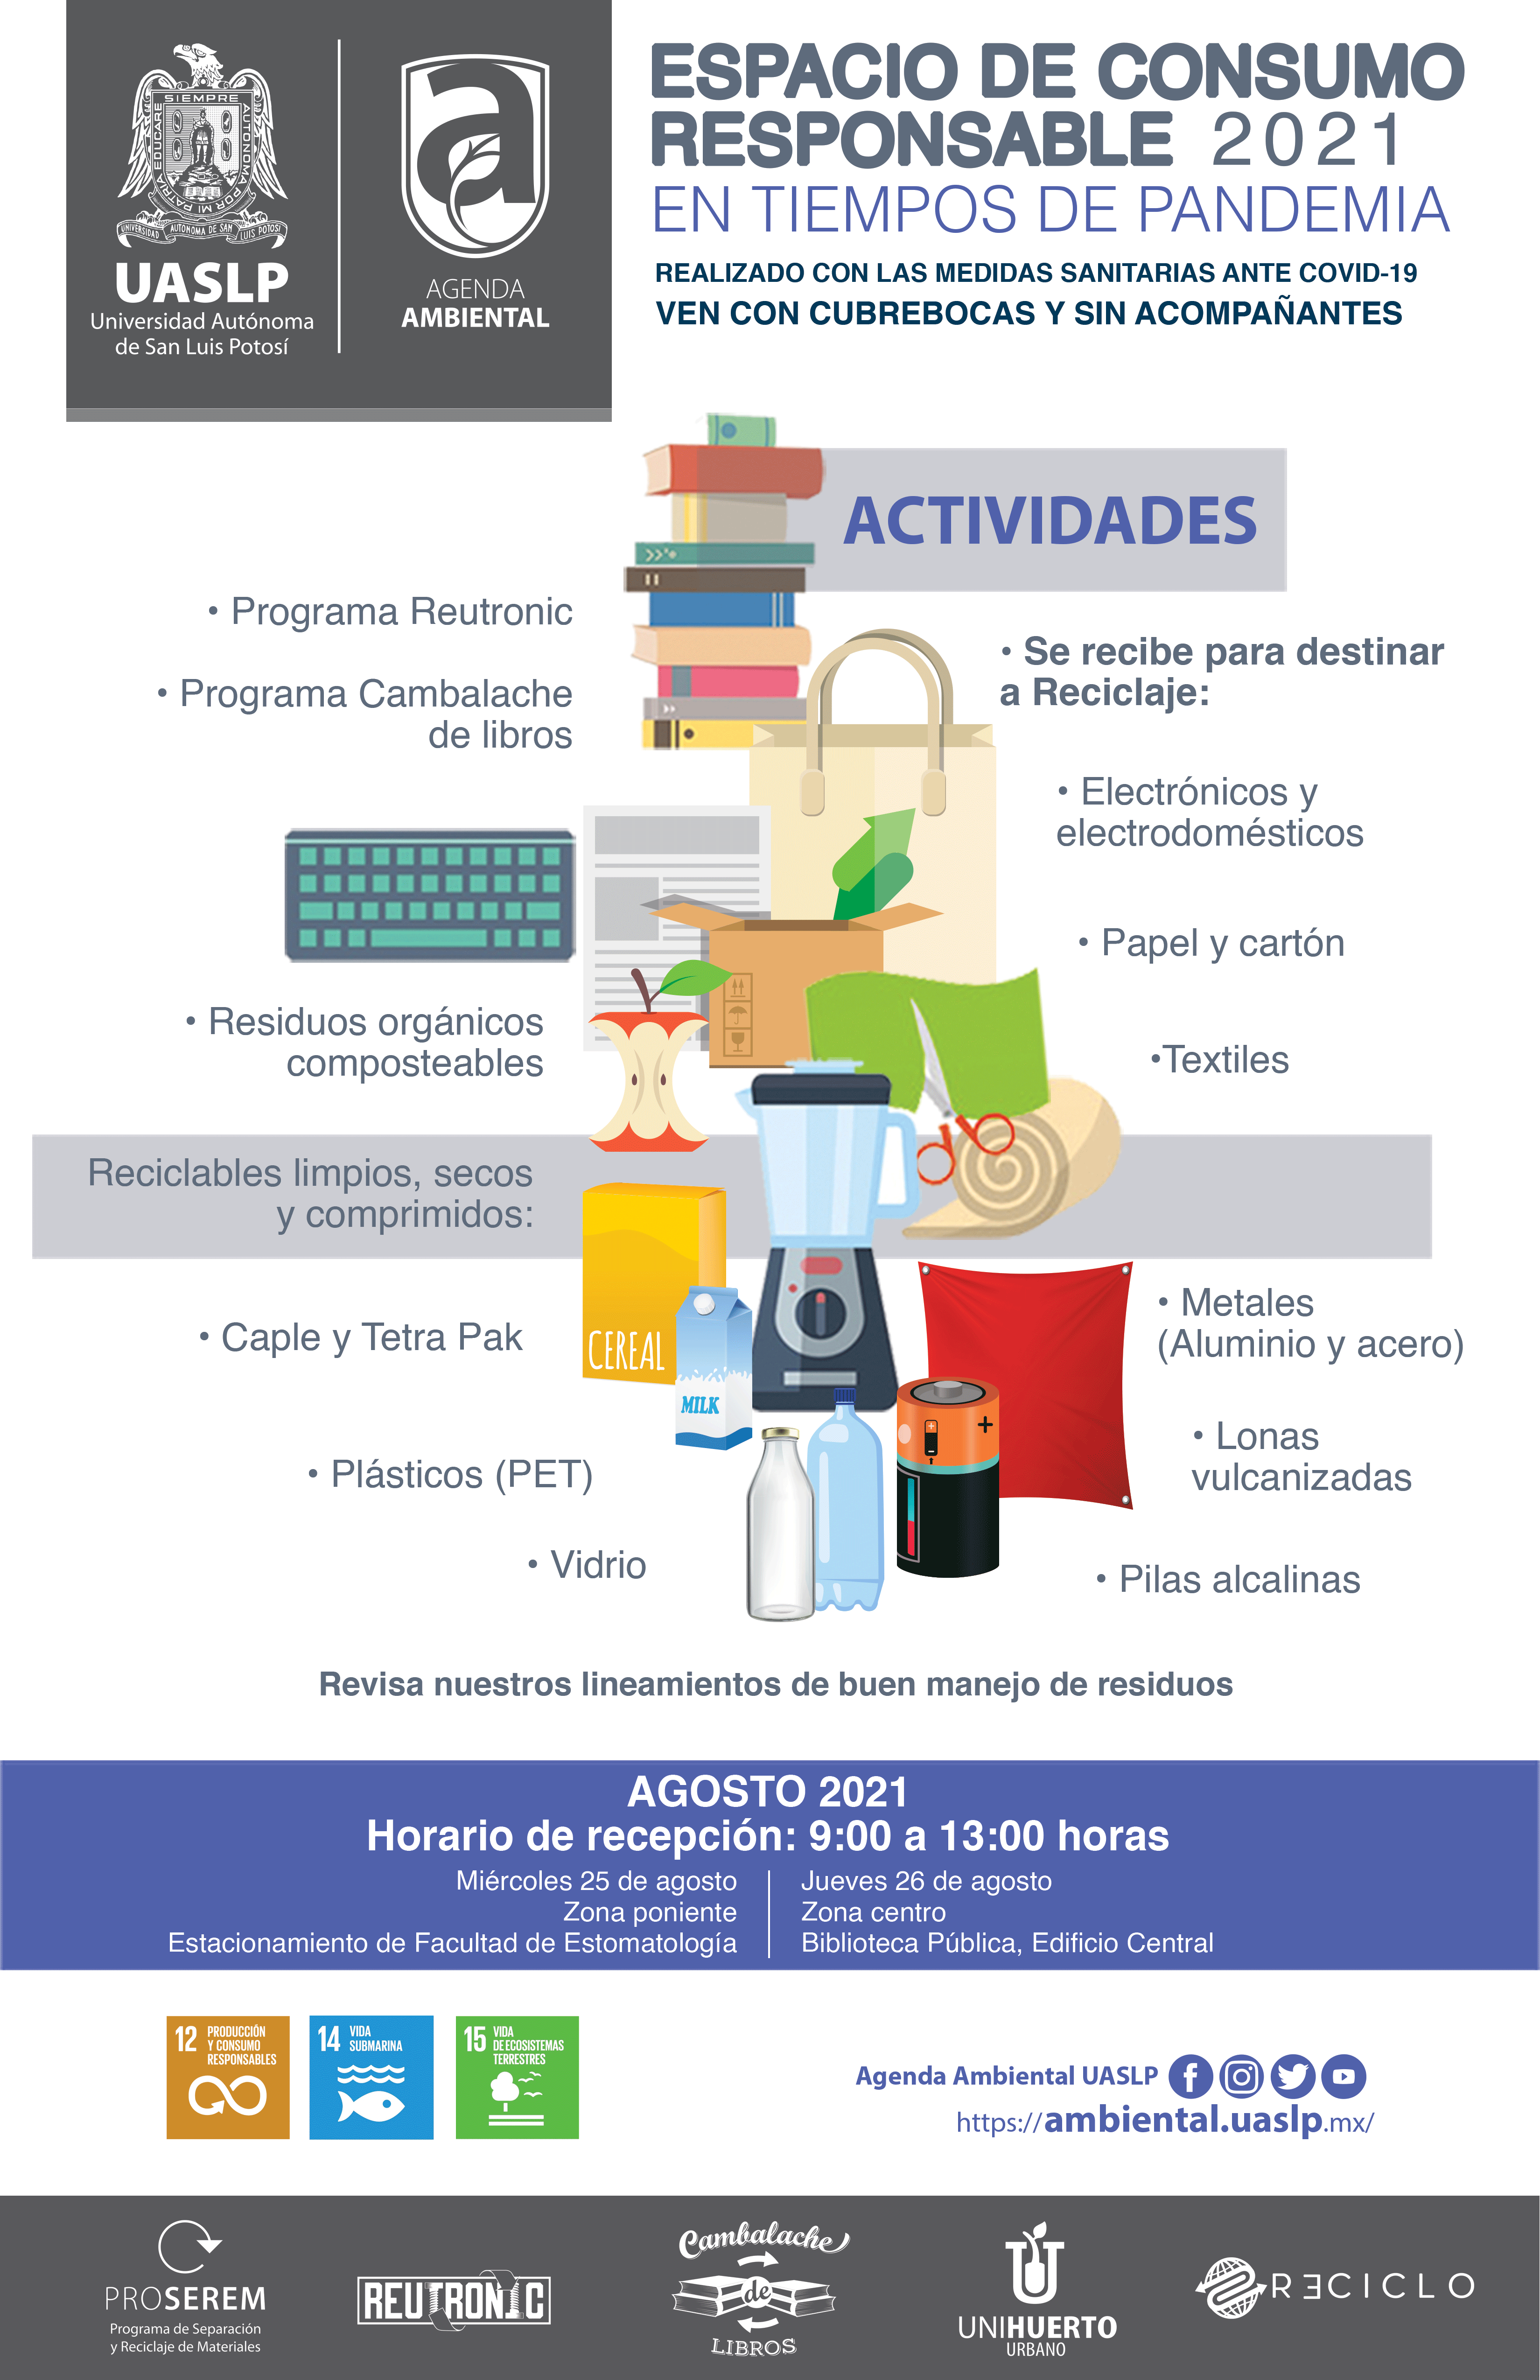 SIEMPRE AUTONOMA
POR MI PATRIA EDUCARE
UNIVERSIDAD AUTONOMA DE SAN LUIS POTOSI
UASLP
Universidad Autónoma
de San Luis Potosí
a
AGENDA
AMBIENTAL
ESPACIO DE CONSUMO
RESPONSABLE 2021
EN TIEMPOS DE PANDEMIA
REALIZADO CON LAS MEDIDAS SANITARIAS ANTE COVID-19
VEN CON CUBREBOCAS Y SIN ACOMPAÑANTES
ACTIVIDADES
• Programa Reutronic
• Programa Cambalache
de libros
• Se recibe para destinar
a Reciclaje:
• Electrónicos y
electrodomésticos
• Papel y cartón
• Residuos orgánicos
composteables
•Textiles
Reciclables limpios, secos
y comprimidos:
CEREAL
MILK
• Caple y Tetra Pak
• Metales
(Aluminio y acero)
• Plásticos (PET)
• Lonas
vulcanizadas
• Vidrio
• Pilas alcalinas
Revisa nuestros lineamientos de buen manejo de residuos
AGOSTO 2021
Horario de recepción: 9:00 a 13:00 horas
Miércoles 25 de agosto
Zona poniente
Estacionamiento de Facultad de Estomatología
Jueves 26 de agosto
Zona centro
Biblioteca Pública, Edificio Central
12 PRODUCCIÓN
Y CONSUMO
RESPONSABLES
14 VIDA
SUBMARINA
15 VIDA
DE ECOSISTEMAS
TERRESTRES
Agenda Ambiental UASLP
https://ambiental.uaslp.mx/
PROSEREM
Programa de Separación
y Reciclaje de Materiales
REUTRONIC
Cambalache
de
LIBROS
UNIHUERTO
URBANO
RECICLO